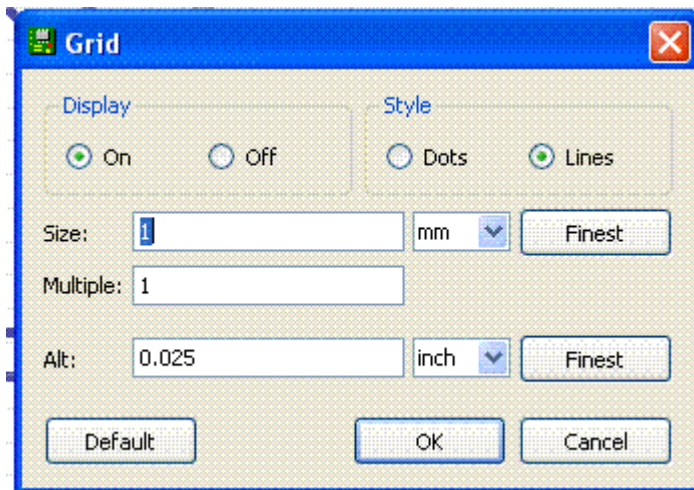 Grid
Display Style
On Off Dots Lines
Size: 1 mm Finest
Multiple: 1
Alt: 0.025 inch Finest
Default OK Cancel